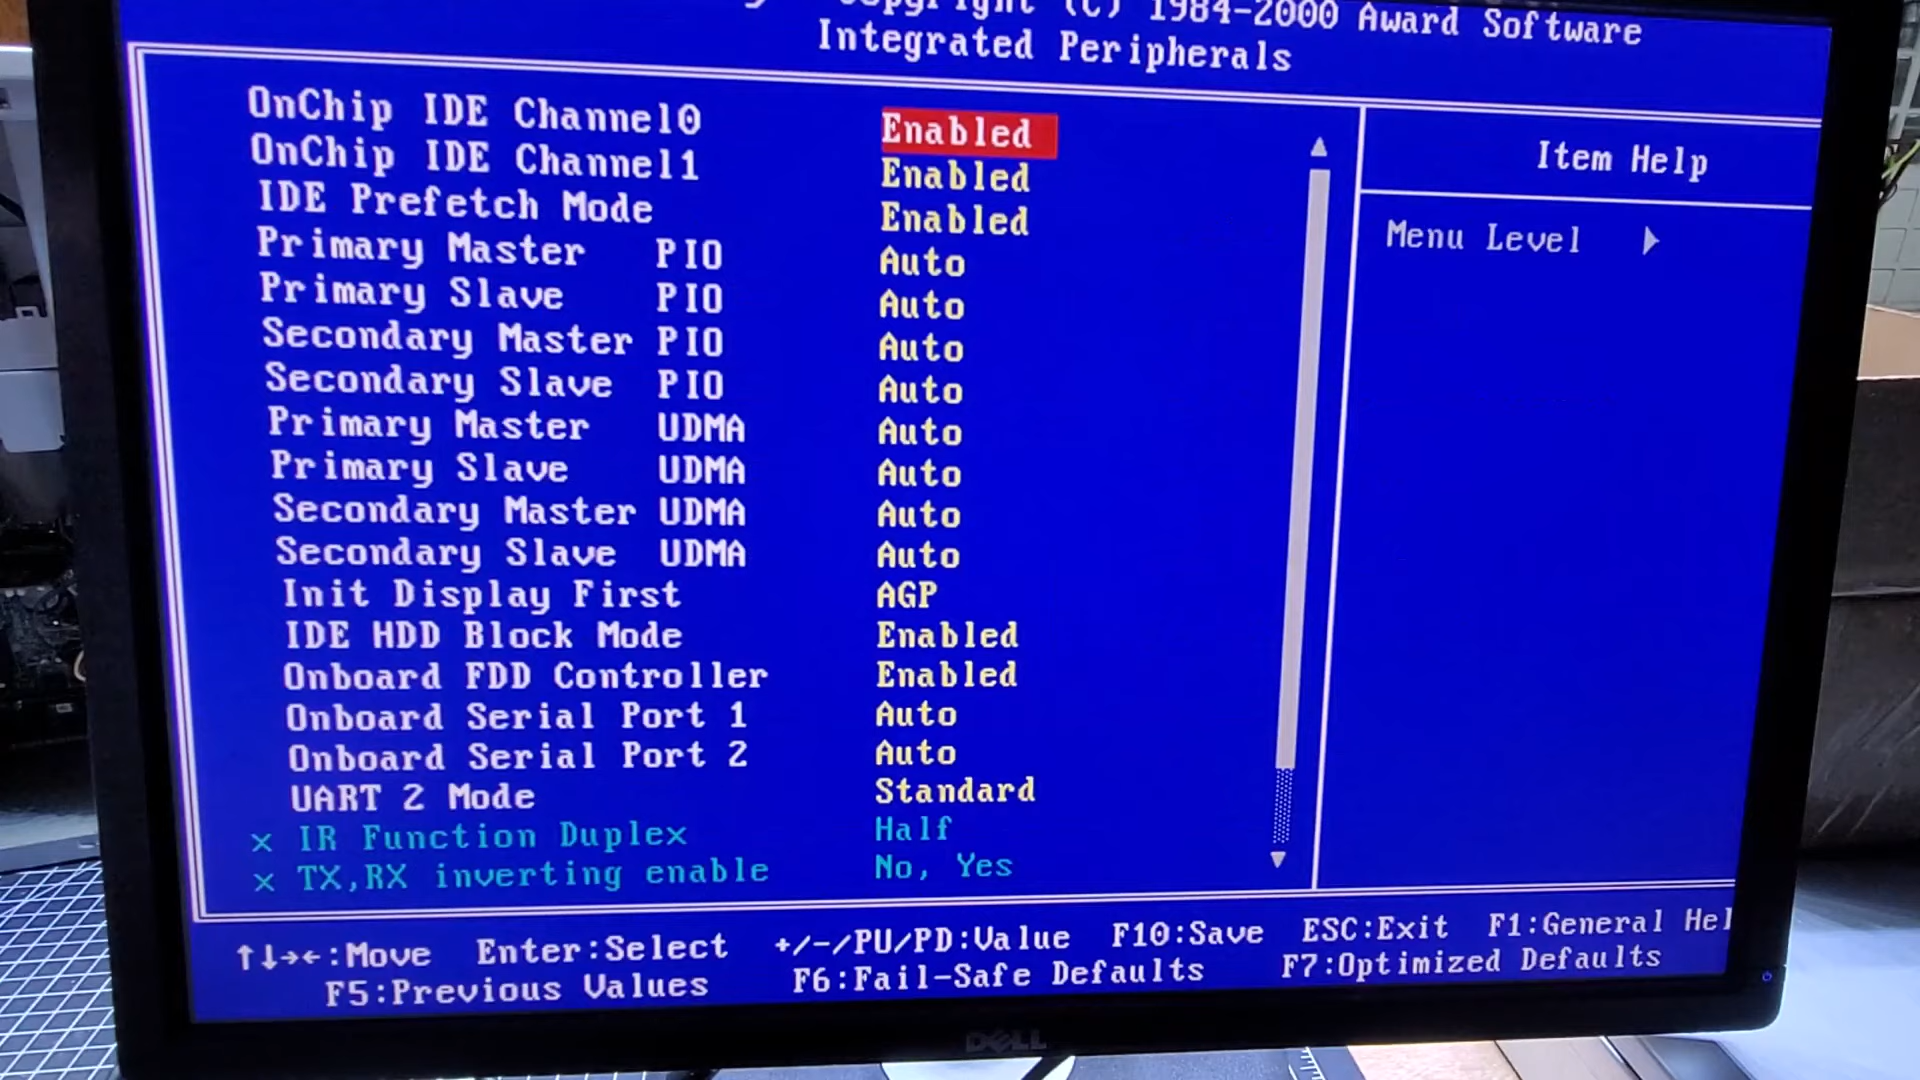 Copyright (C) 1984-2000 Award Software
Integrated Peripherals
OnChip IDE Channel0 Enabled
OnChip IDE Channel1 Enabled
IDE Prefetch Mode Enabled
Primary Master PIO Auto
Primary Slave PIO Auto
Secondary Master PIO Auto
Secondary Slave PIO Auto
Primary Master UDMA Auto
Primary Slave UDMA Auto
Secondary Master UDMA Auto
Secondary Slave UDMA Auto
Init Display First AGP
IDE HDD Block Mode Enabled
Onboard FDD Controller Enabled
Onboard Serial Port 1 Auto
Onboard Serial Port 2 Auto
UART 2 Mode Standard
x IR Function Duplex Half
x TX,RX inverting enable No, Yes
Item Help
Menu Level ▶
↑↓→←:Move Enter:Select +/-/PU/PD:Value F10:Save ESC:Exit F1:General Hel
F5:Previous Values F6:Fail-Safe Defaults F7:Optimized Defaults
DELL